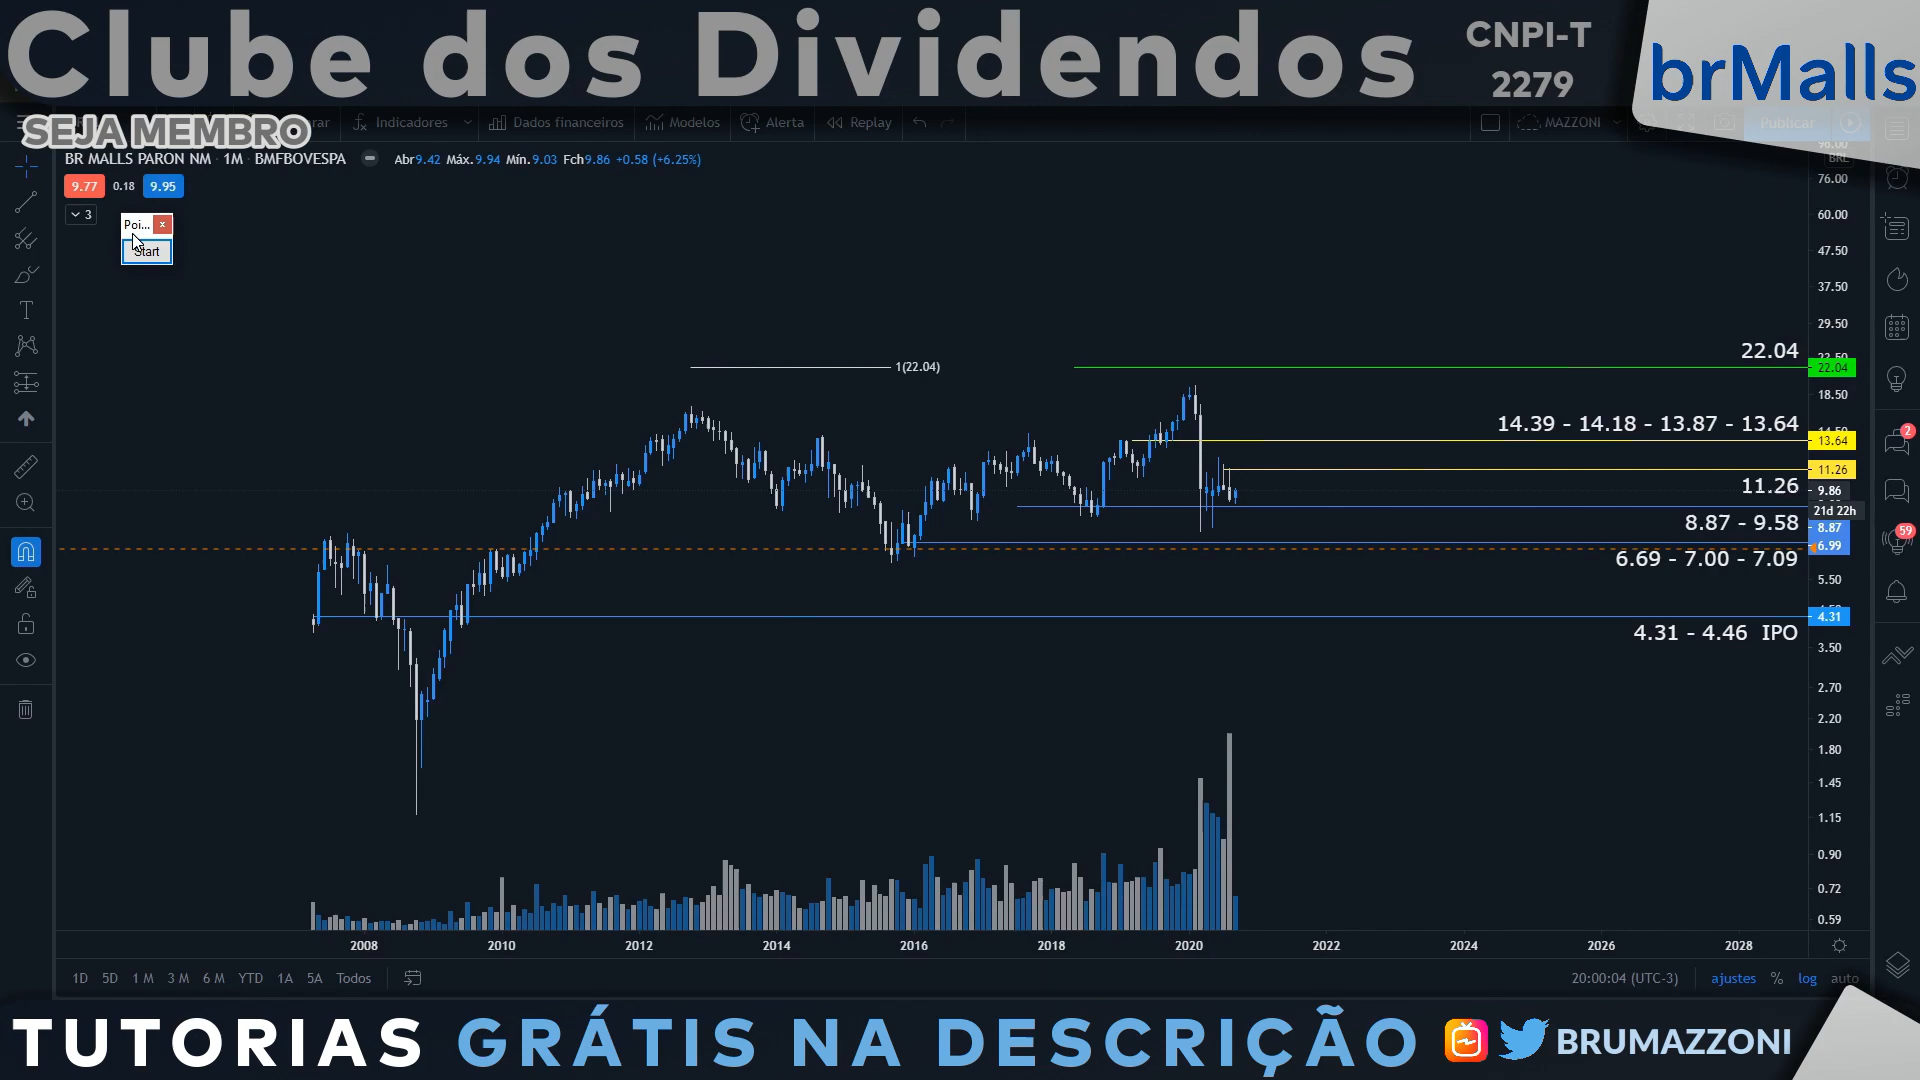 Clube dos Dividendos
CNPI-T
2279
brMalls
SEJA MEMBRO
Indicadores
Dados financeiros
Modelos
Alerta
Replay
MAZZONI
Publicar
BR MALLS PARON NM · 1M · BMFBOVESPA
Abr9.42 Máx.9.94 Mín.9.03 Fch9.86 +0.58 (+6.25%)
BRL
9.77 0.18 9.95
3
Poi... x
Start
76.00
60.00
47.50
37.50
29.50
22.04
1(22.04)
22.04
18.50
14.39 - 14.18 - 13.87 - 13.64
13.64
11.26
11.26
9.86
21d 22h
8.87 - 9.58
8.87
6.99
6.69 - 7.00 - 7.09
5.50
4.31
4.31 - 4.46 IPO
3.50
2.70
2.20
1.80
1.45
1.15
0.90
0.72
0.59
2
59
2008 2010 2012 2014 2016 2018 2020 2022 2024 2026 2028
1D 5D 1 M 3 M 6 M YTD 1A 5A Todos
20:00:04 (UTC-3) ajustes % log auto
TUTORIAS GRÁTIS NA DESCRIÇÃO
BRUMAZZONI